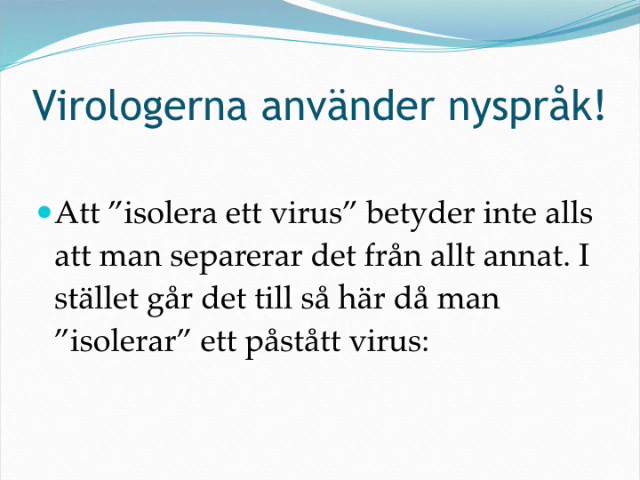 Virologerna använder nyspråk!
Att ”isolera ett virus” betyder inte alls
att man separerar det från allt annat. I
stället går det till så här då man
”isolerar” ett påstått virus: